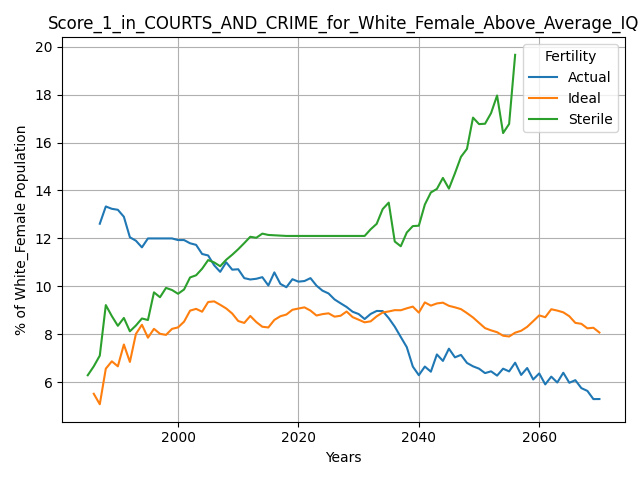 Score_1_in_COURTS_AND_CRIME_for_White_Female_Above_Average_IQ
% of White_Female Population
20
18
16
14
12
10
8
6
Fertility
Actual
Ideal
Sterile
2000
2020
2040
2060
Years